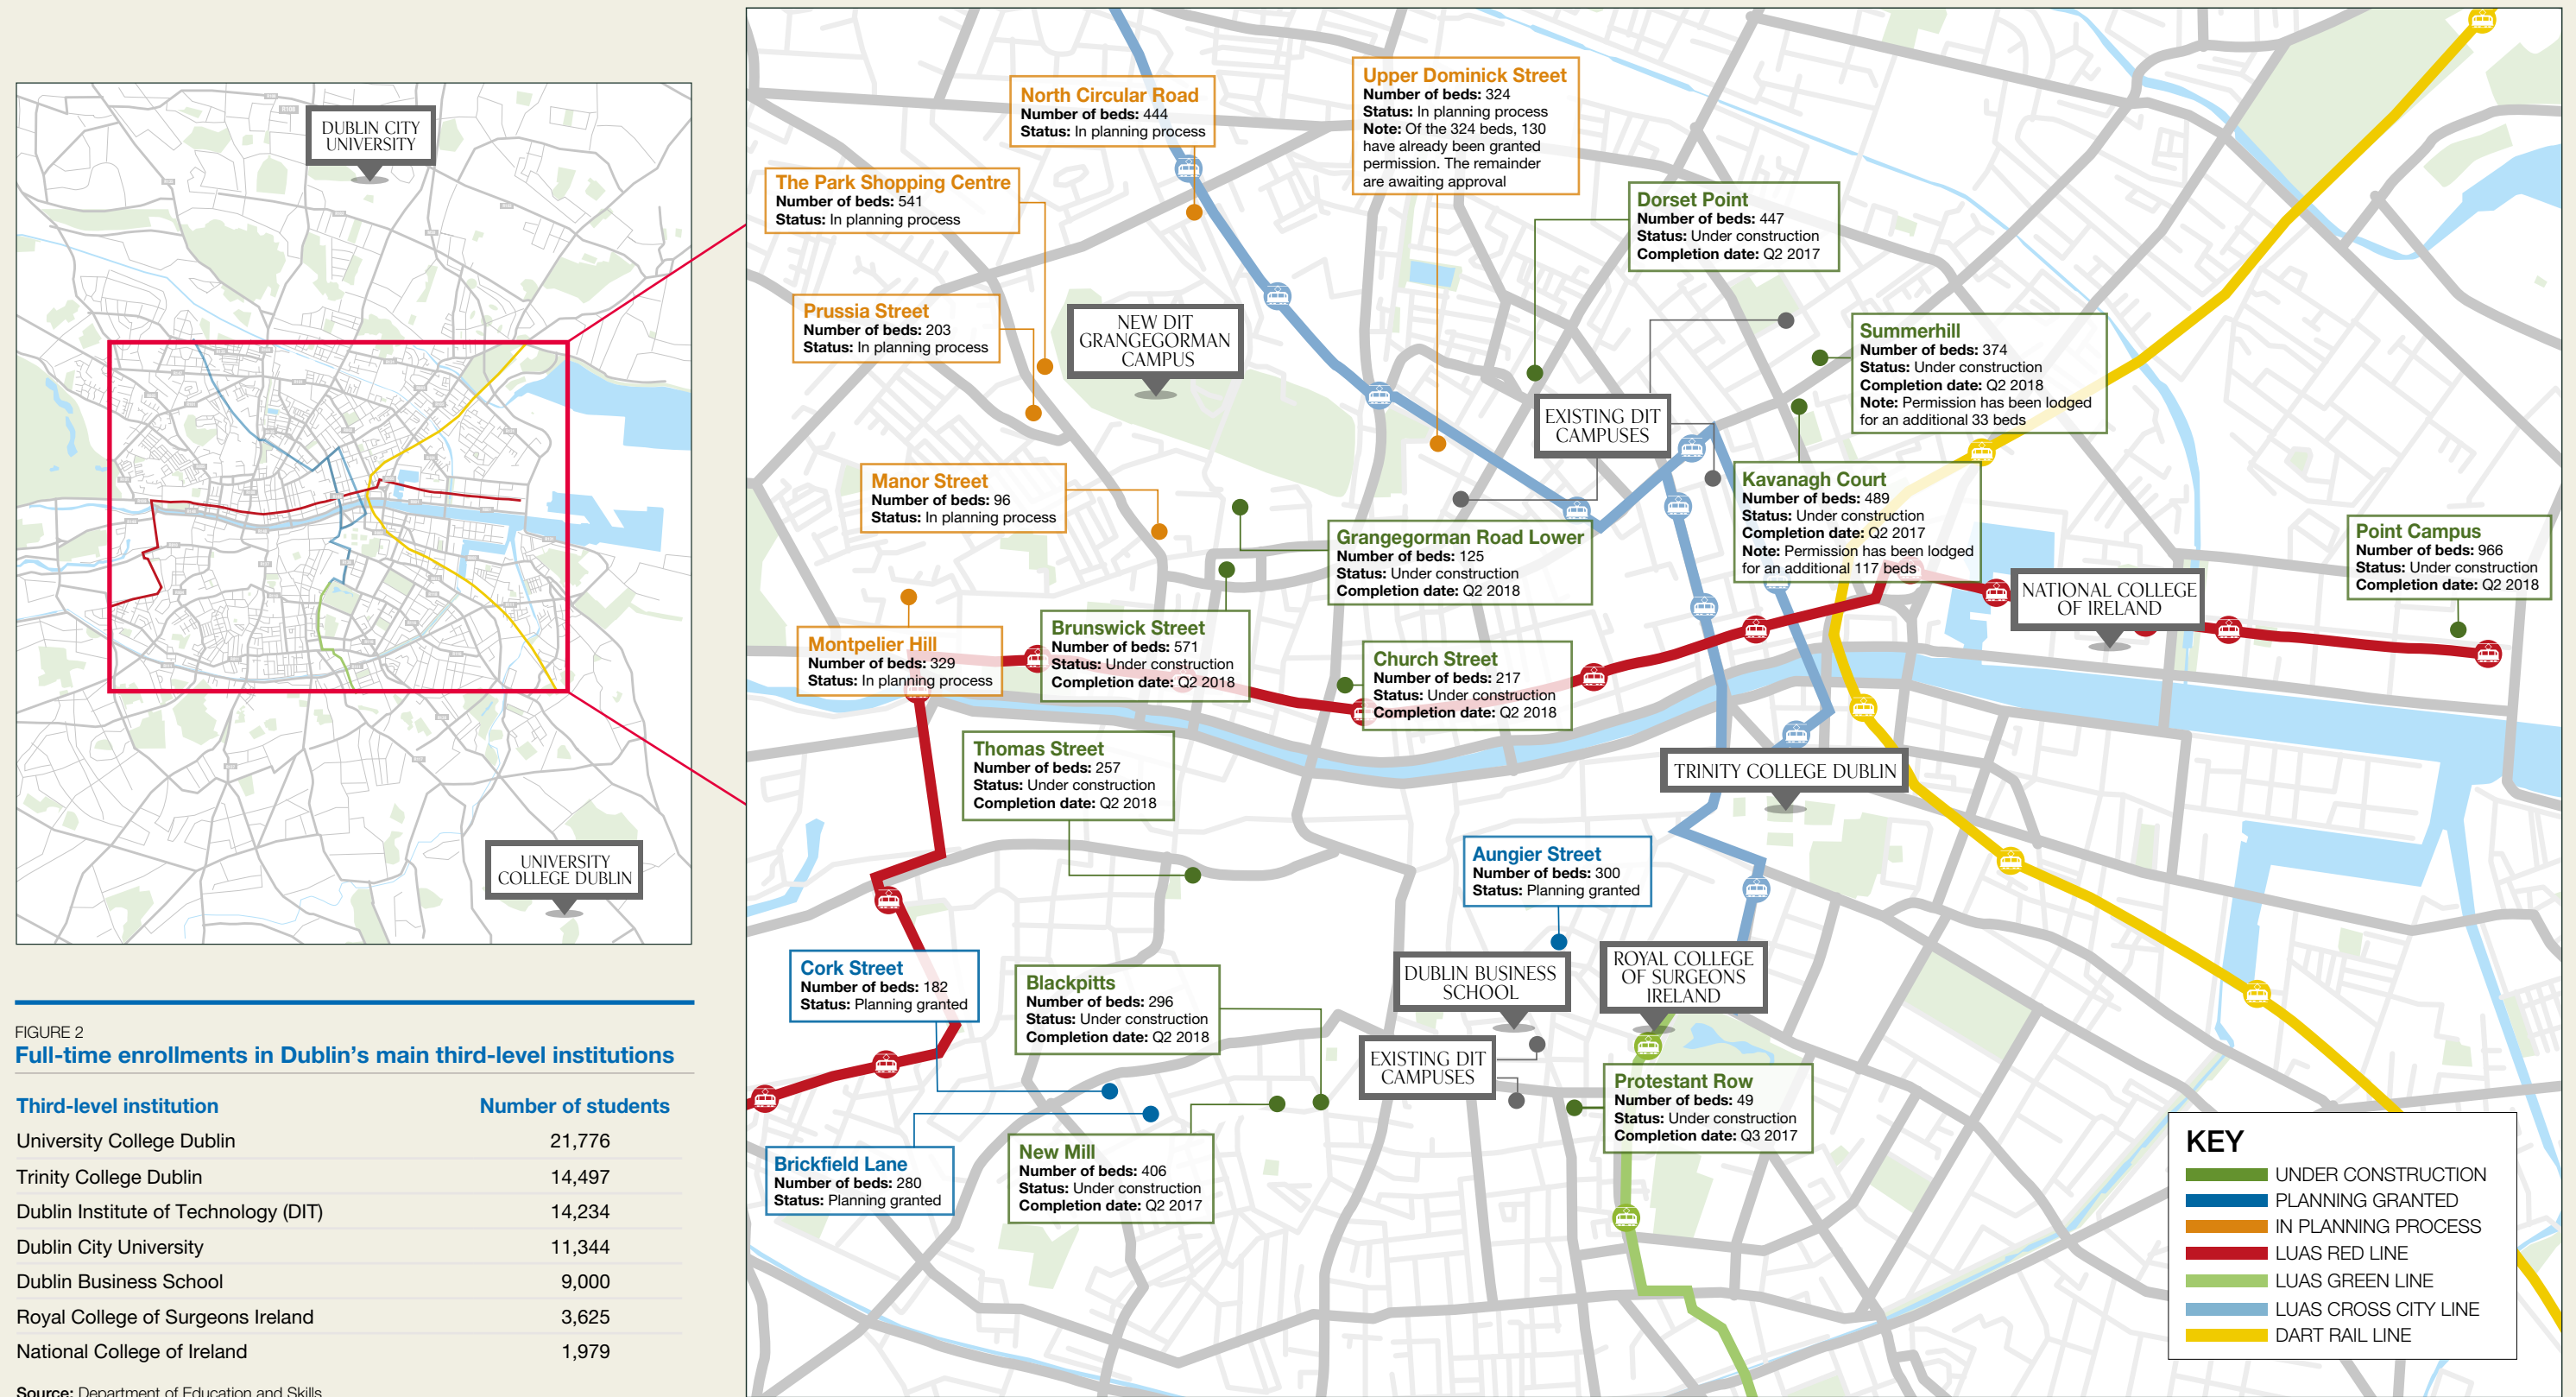 DUBLIN CITY
UNIVERSITY
UNIVERSITY
COLLEGE DUBLIN
FIGURE 2
Full-time enrollments in Dublin's main third-level institutions
Third-level institution Number of students
University College Dublin 21,776
Trinity College Dublin 14,497
Dublin Institute of Technology (DIT) 14,234
Dublin City University 11,344
Dublin Business School 9,000
Royal College of Surgeons Ireland 3,625
National College of Ireland 1,979
Source: Department of Education and Skills
North Circular Road
Number of beds: 444
Status: In planning process
Upper Dominick Street
Number of beds: 324
Status: In planning process
Note: Of the 324 beds, 130
have already been granted
permission. The remainder
are awaiting approval
The Park Shopping Centre
Number of beds: 541
Status: In planning process
Dorset Point
Number of beds: 447
Status: Under construction
Completion date: Q2 2017
Prussia Street
Number of beds: 203
Status: In planning process
NEW DIT
GRANGEGORMAN
CAMPUS
Summerhill
Number of beds: 374
Status: Under construction
Completion date: Q2 2018
Note: Permission has been lodged
for an additional 33 beds
EXISTING DIT
CAMPUSES
Manor Street
Number of beds: 96
Status: In planning process
Kavanagh Court
Number of beds: 489
Status: Under construction
Completion date: Q2 2017
Note: Permission has been lodged
for an additional 117 beds
Grangegorman Road Lower
Number of beds: 125
Status: Under construction
Completion date: Q2 2018
Point Campus
Number of beds: 966
Status: Under construction
Completion date: Q2 2018
NATIONAL COLLEGE
OF IRELAND
Montpelier Hill
Number of beds: 329
Status: In planning process
Brunswick Street
Number of beds: 571
Status: Under construction
Completion date: Q2 2018
Church Street
Number of beds: 217
Status: Under construction
Completion date: Q2 2018
Thomas Street
Number of beds: 257
Status: Under construction
Completion date: Q2 2018
TRINITY COLLEGE DUBLIN
Aungier Street
Number of beds: 300
Status: Planning granted
Cork Street
Number of beds: 182
Status: Planning granted
Blackpitts
Number of beds: 296
Status: Under construction
Completion date: Q2 2018
DUBLIN BUSINESS
SCHOOL
ROYAL COLLEGE
OF SURGEONS
IRELAND
EXISTING DIT
CAMPUSES
Protestant Row
Number of beds: 49
Status: Under construction
Completion date: Q3 2017
Brickfield Lane
Number of beds: 280
Status: Planning granted
New Mill
Number of beds: 406
Status: Under construction
Completion date: Q2 2017
KEY
UNDER CONSTRUCTION
PLANNING GRANTED
IN PLANNING PROCESS
LUAS RED LINE
LUAS GREEN LINE
LUAS CROSS CITY LINE
DART RAIL LINE